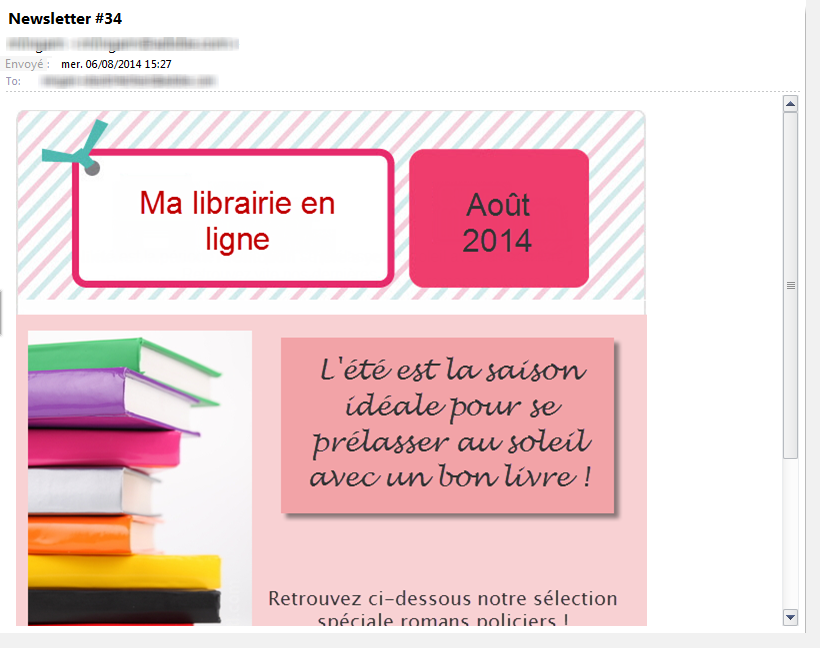 Newsletter #34
Envoyé : mer. 06/08/2014 15:27
To:
Ma librairie en
ligne
Août
2014
L'été est la saison
idéale pour se
prélasser au soleil
avec un bon livre !
Retrouvez ci-dessous notre sélection
spéciale romans policiers !